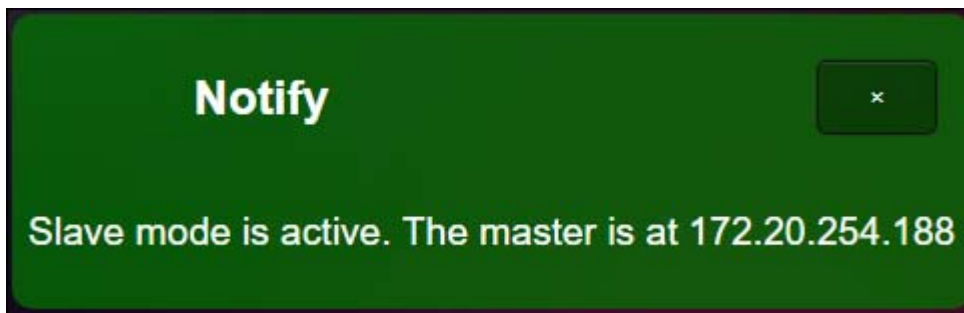 Notify
×
Slave mode is active. The master is at 172.20.254.188